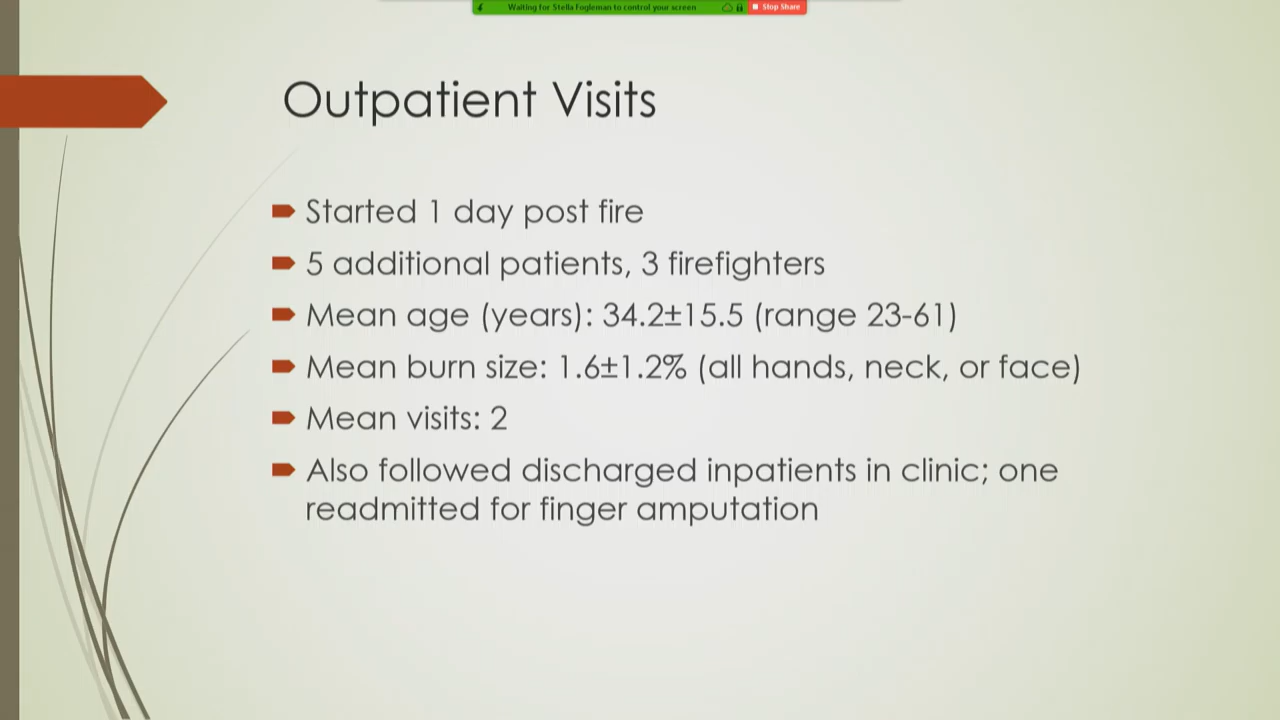 Waiting for Stella Fogleman to control your screen
Stop Share
Outpatient Visits
Started 1 day post fire
5 additional patients, 3 firefighters
Mean age (years): 34.2±15.5 (range 23-61)
Mean burn size: 1.6±1.2% (all hands, neck, or face)
Mean visits: 2
Also followed discharged inpatients in clinic; one
readmitted for finger amputation